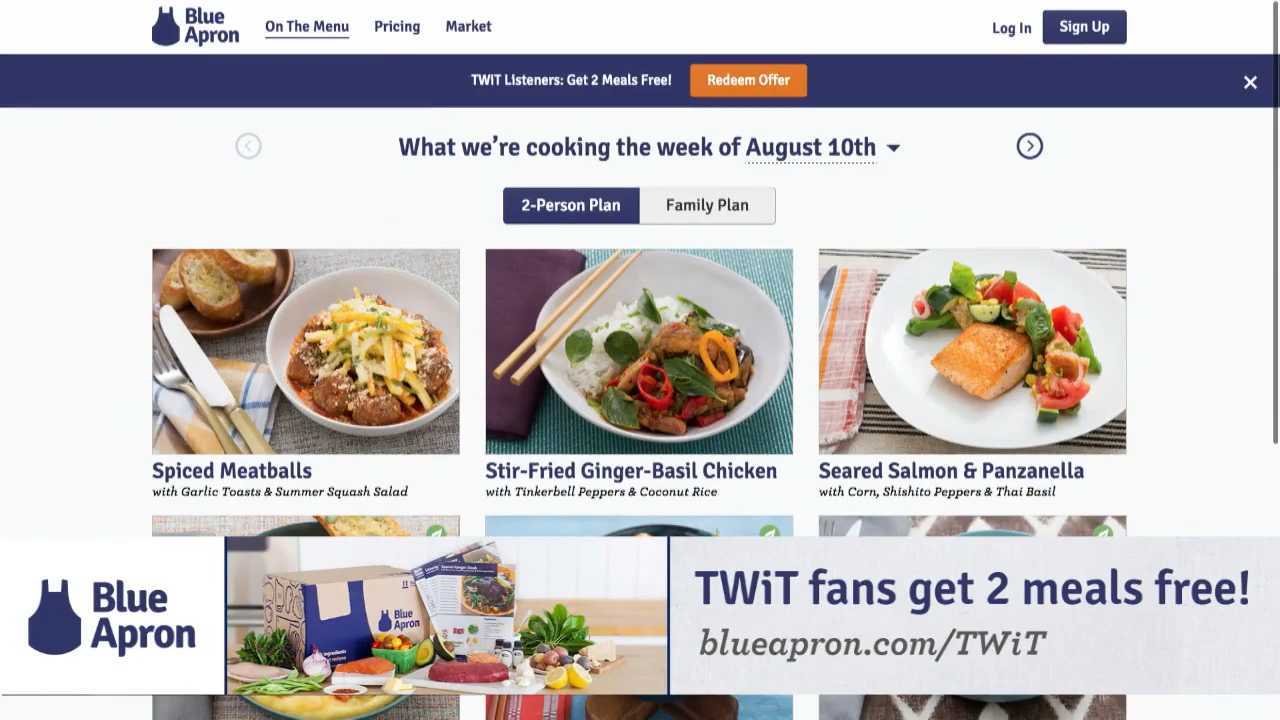 Blue
Apron
On The Menu
Pricing
Market
Log In
Sign Up
TWIT Listeners: Get 2 Meals Free!
Redeem Offer
What we're cooking the week of August 10th
2-Person Plan
Family Plan
Spiced Meatballs
with Garlic Toasts & Summer Squash Salad
Stir-Fried Ginger-Basil Chicken
with Tinkerbell Peppers & Coconut Rice
Seared Salmon & Panzanella
with Corn, Shishito Peppers & Thai Basil
Blue
Apron
Blue
Apron
TWiT fans get 2 meals free!
blueapron.com/TWiT